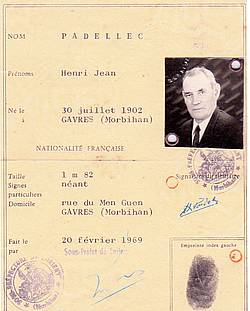 NOM PADELLEC
Prénoms Henri Jean
Né le 30 juillet 1902
à GAVRES (Morbihan)
NATIONALITÉ FRANÇAISE
Taille 1 m 82
Signes particuliers néant
Domicile rue du Men Guen
GAVRES (Morbihan)
Fait le 20 février 1969
par Sous-Préfet de
Empreinte index gauche
(Morbihan)